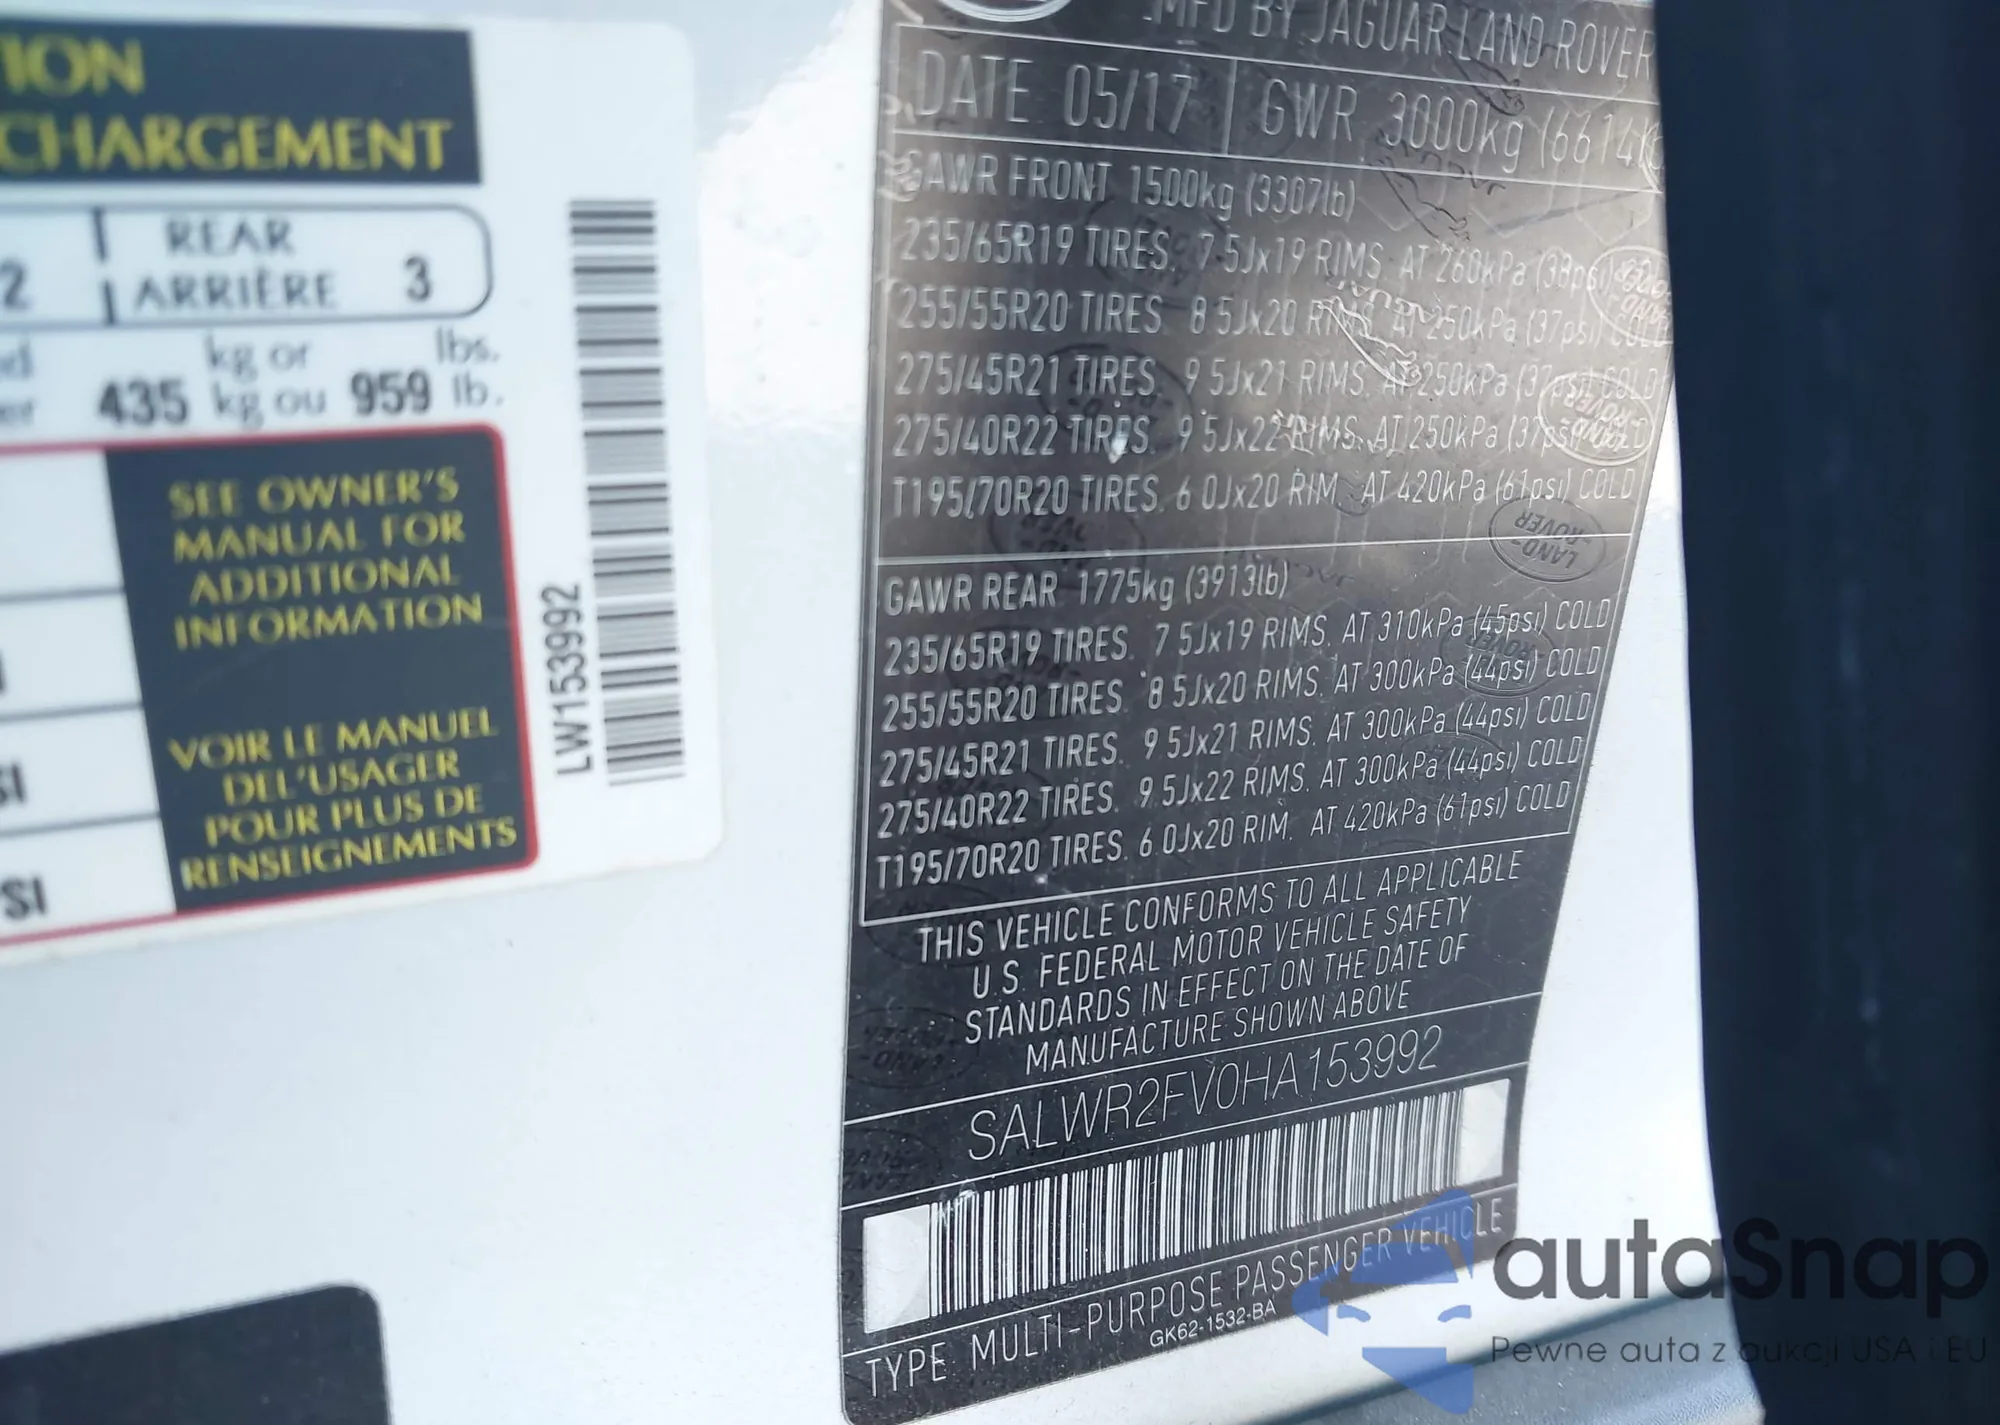 TION
CHARGEMENT
2
REAR
ARRIÈRE 3
kg or lbs.
435 kg ou 959 lb.
SEE OWNER'S
MANUAL FOR
ADDITIONAL
INFORMATION
VOIR LE MANUEL
DEL'USAGER
POUR PLUS DE
RENSEIGNEMENTS
SI
PSI
LW153992
MFD BY JAGUAR LAND ROVER
DATE 05/17 GWR 3000kg (6614lb
GAWR FRONT 1500kg (3307lb)
235/65R19 TIRES. 7.5Jx19 RIMS. AT 260kPa (38psi)
255/55R20 TIRES. 8.5Jx20 RIMS. AT 250kPa (37psi) COLD
275/45R21 TIRES. 9.5Jx21 RIMS. AT 250kPa (37psi) COLD
275/40R22 TIRES. 9.5Jx22 RIMS. AT 250kPa (37psi) COLD
T195/70R20 TIRES. 6.0Jx20 RIM. AT 420kPa (61psi) COLD
GAWR REAR 1775kg (3913lb)
235/65R19 TIRES. 7.5Jx19 RIMS. AT 310kPa (45psi) COLD
255/55R20 TIRES. 8.5Jx20 RIMS. AT 300kPa (44psi) COLD
275/45R21 TIRES. 9.5Jx21 RIMS. AT 300kPa (44psi) COLD
275/40R22 TIRES. 9.5Jx22 RIMS. AT 300kPa (44psi) COLD
T195/70R20 TIRES. 6.0Jx20 RIM. AT 420kPa (61psi) COLD
THIS VEHICLE CONFORMS TO ALL APPLICABLE
U.S. FEDERAL MOTOR VEHICLE SAFETY
STANDARDS IN EFFECT ON THE DATE OF
MANUFACTURE SHOWN ABOVE
SALWR2FV0HA153992
TYPE MULTI-PURPOSE PASSENGER VEHICLE
GK62-1532-BA
autaSnap
Pewne auta z aukcji USA i EU